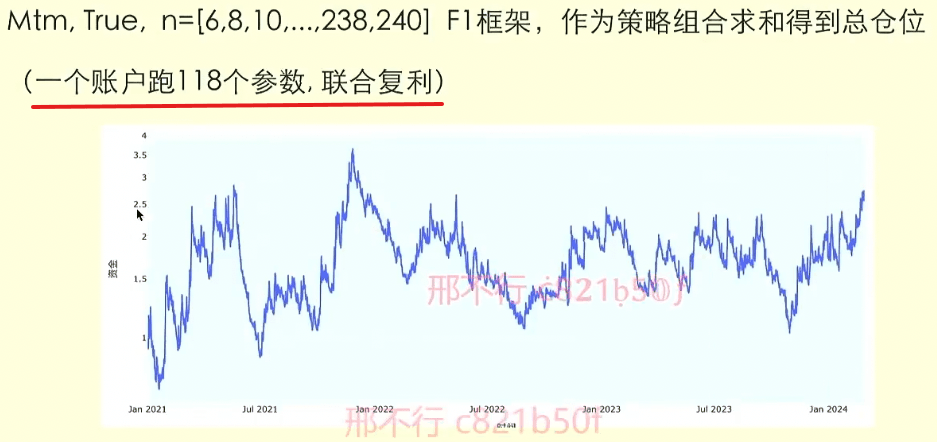 Mtm, True, n=[6,8,10,...,238,240] F1框架，作为策略组合求和得到总仓位
（一个账户跑118个参数, 联合复利）
4
3.5
3
2.5
2
1.5
1
资金
邢不行 c821b50f
Jan 2021 Jul 2021 Jan 2022 Jul 2022 Jan 2023 Jul 2023 Jan 2024
邢不行 c821b50f